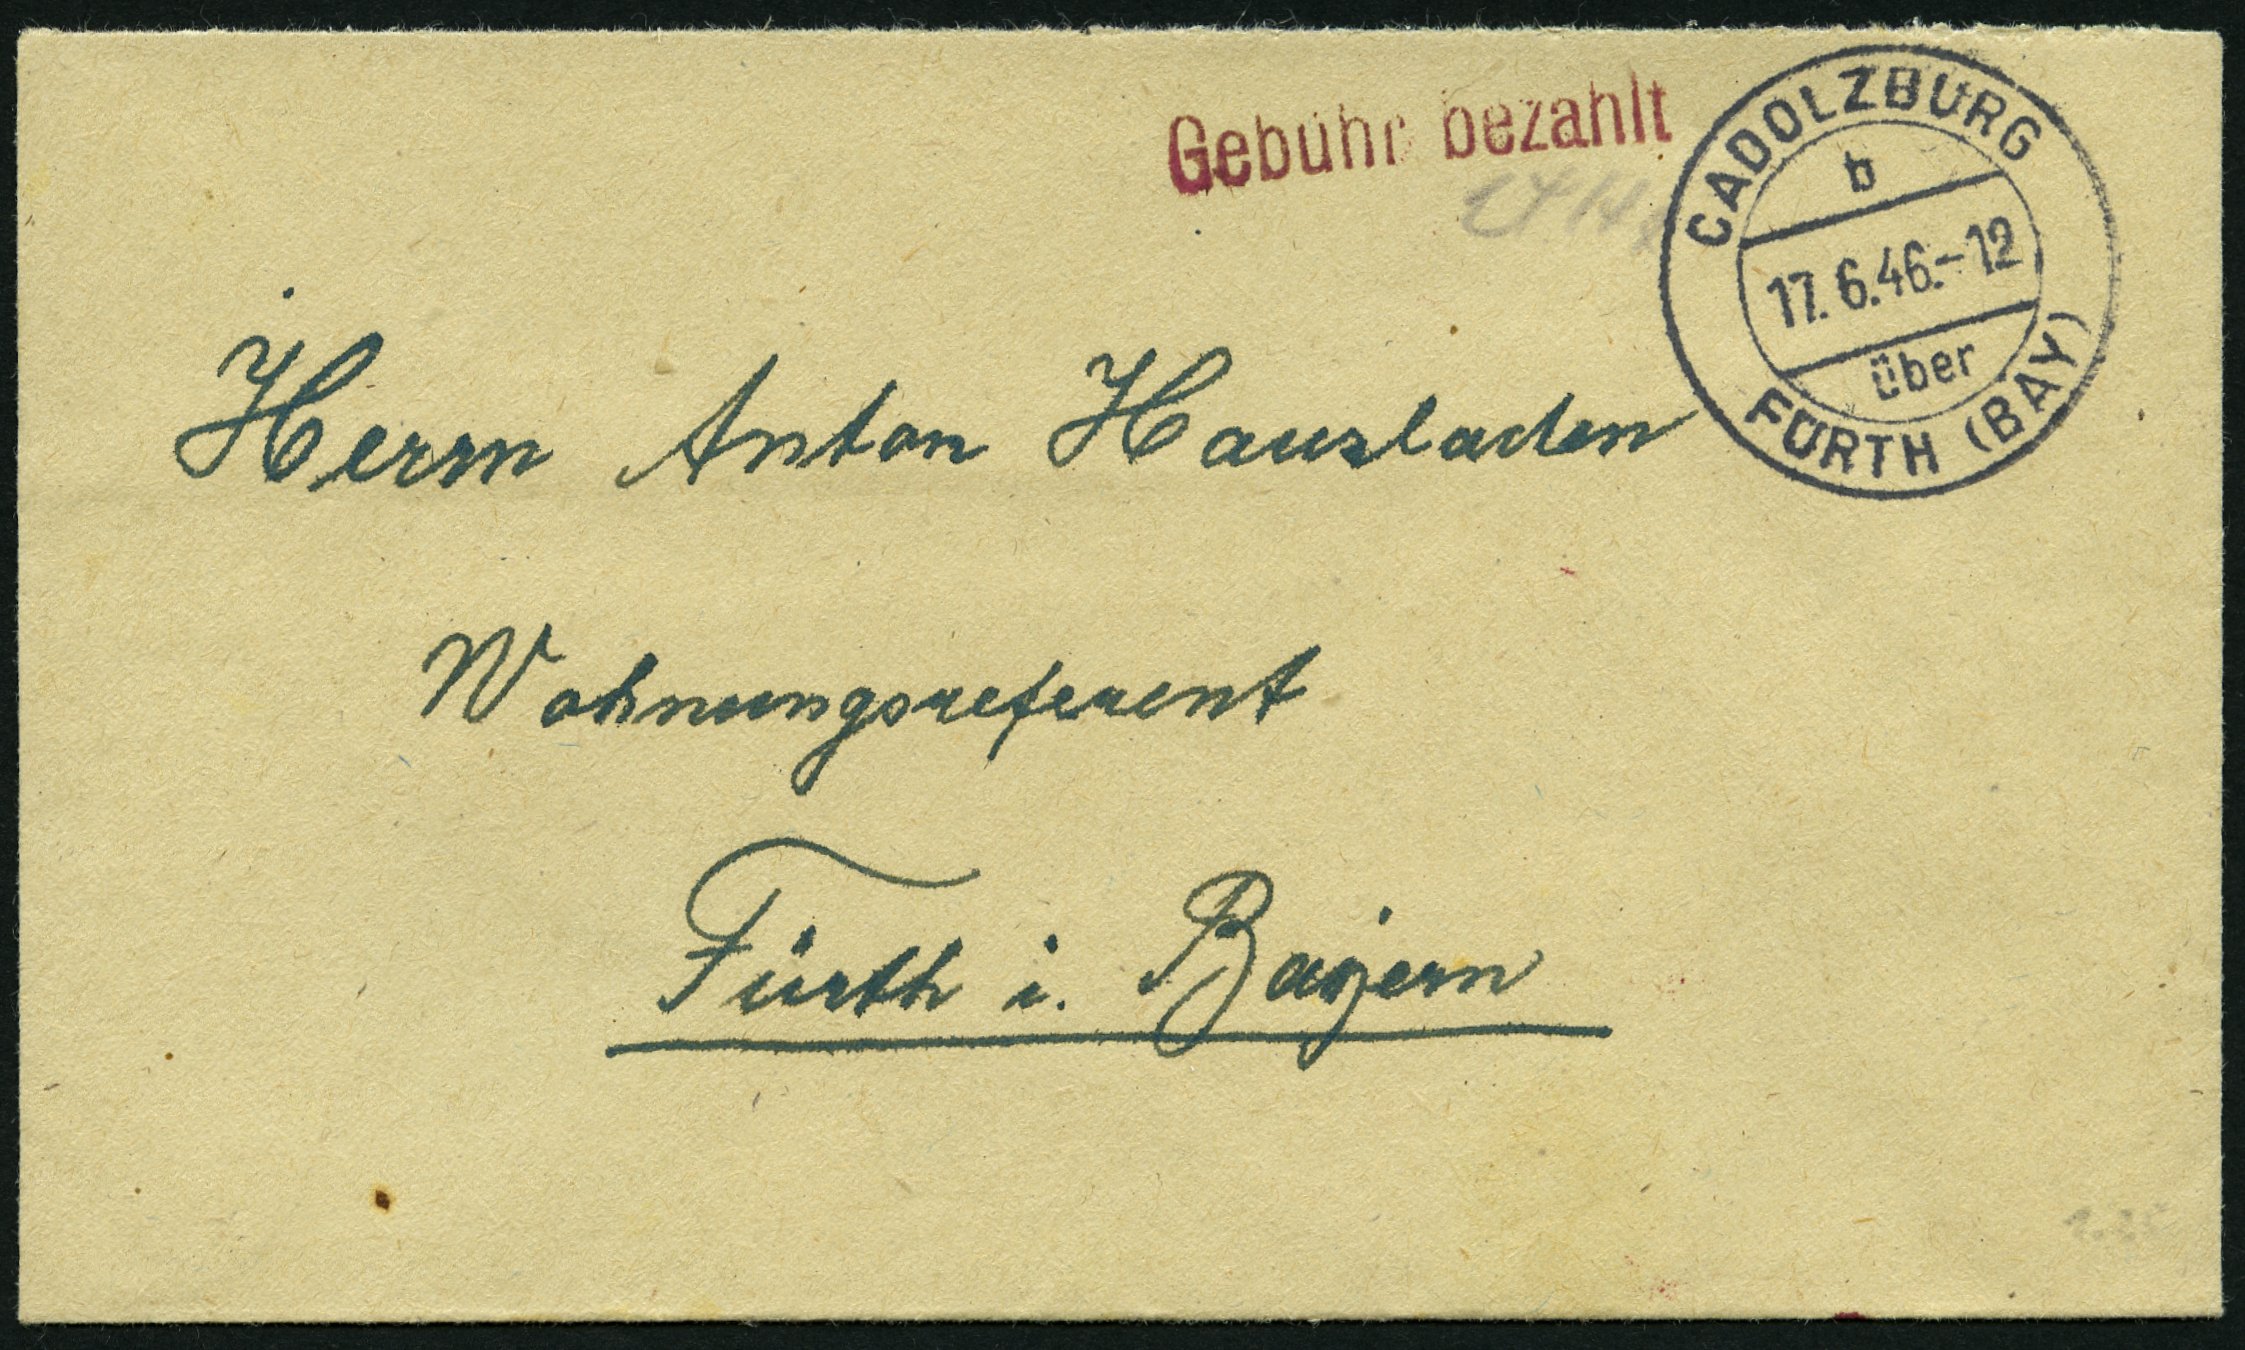 Gebühr bezahlt
CADOLZBURG
b
17.6.46.-12
über
FÜRTH (BAY)
Herrn Anton Hausladen
Wohnungsreferent
Fürth i. Bayern